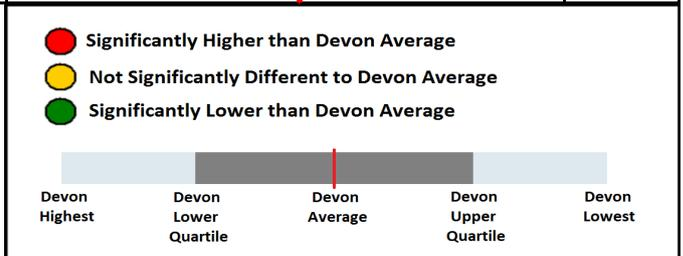 Significantly Higher than Devon Average
Not Significantly Different to Devon Average
Significantly Lower than Devon Average
Devon Highest
Devon Lower Quartile
Devon Average
Devon Upper Quartile
Devon Lowest